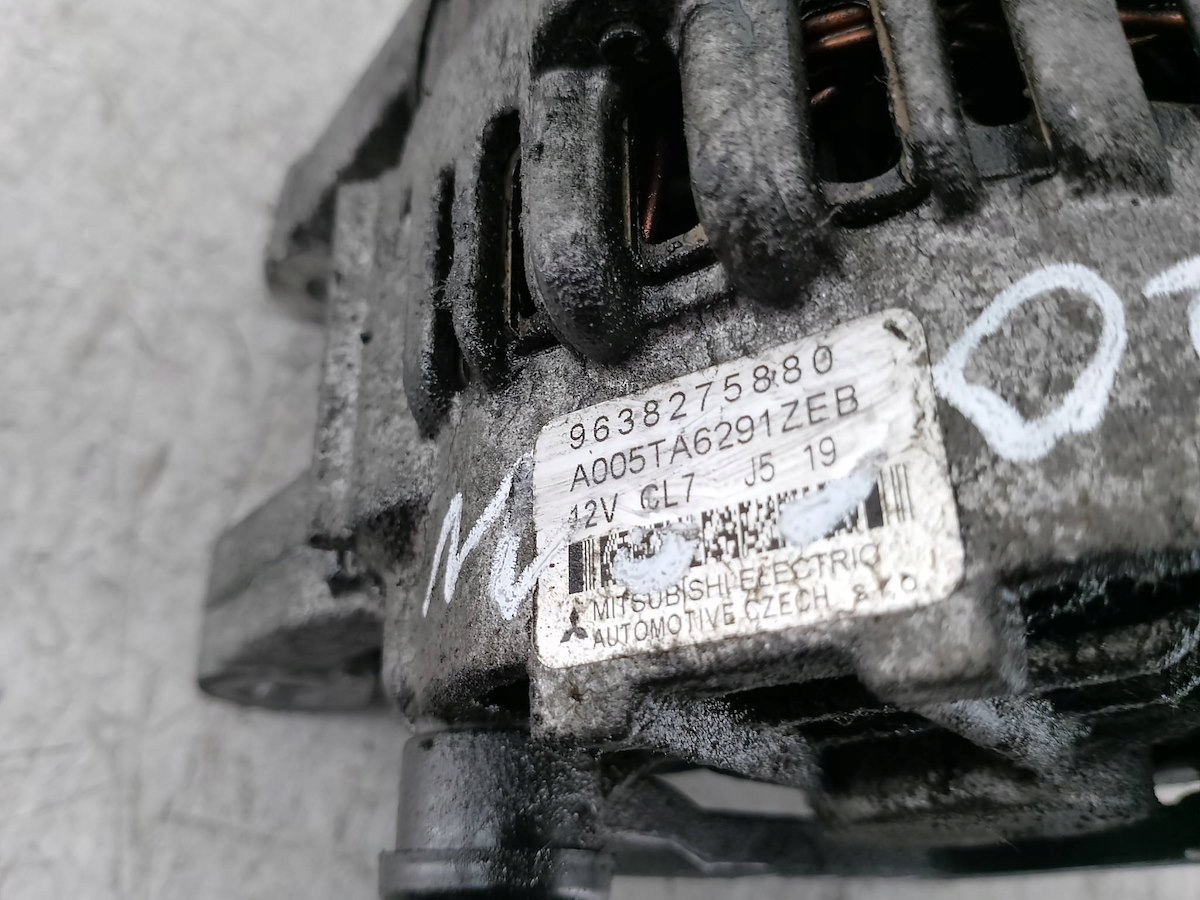 9638275880
A005TA6291ZEB
12V CL7 J5 19
MITSUBISHI ELECTRIC
AUTOMOTIVE CZECH s.r.o